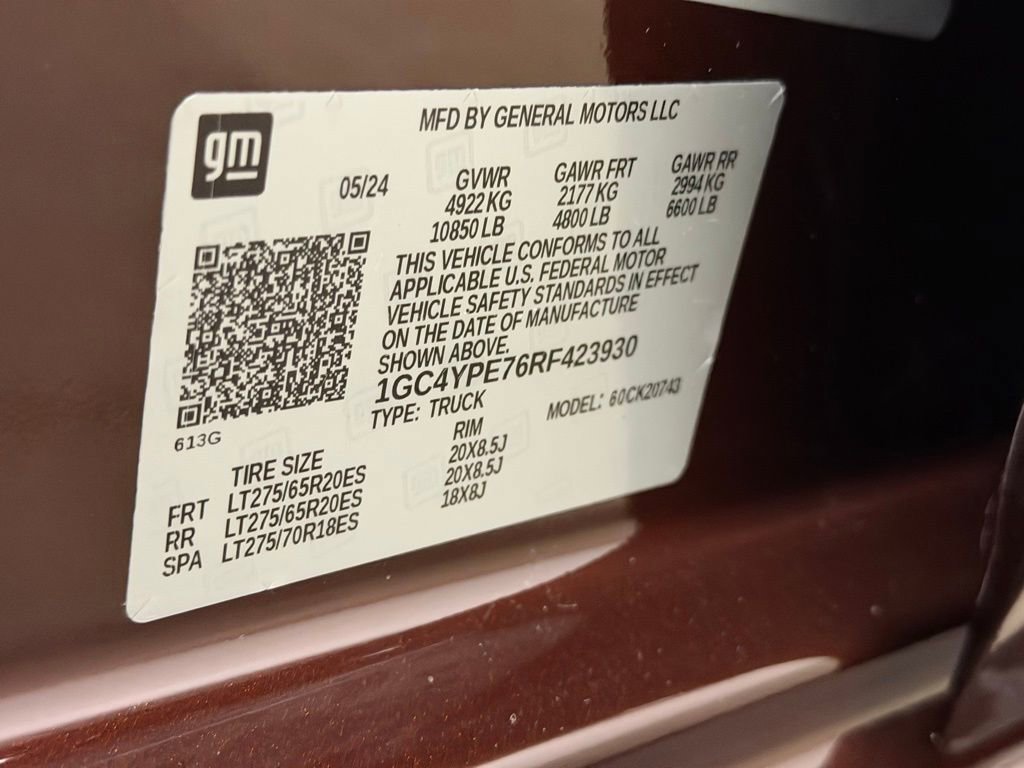 gm
MFD BY GENERAL MOTORS LLC
05/24
GVWR
4922 KG
10850 LB
GAWR FRT
2177 KG
4800 LB
GAWR RR
2994 KG
6600 LB
THIS VEHICLE CONFORMS TO ALL
APPLICABLE U.S. FEDERAL MOTOR
VEHICLE SAFETY STANDARDS IN EFFECT
ON THE DATE OF MANUFACTURE
SHOWN ABOVE.
1GC4YPE76RF423930
TYPE: TRUCK
MODEL: 60CK20743
613G
TIRE SIZE RIM
FRT LT275/65R20ES 20X8.5J
RR LT275/65R20ES 20X8.5J
SPA LT275/70R18ES 18X8J